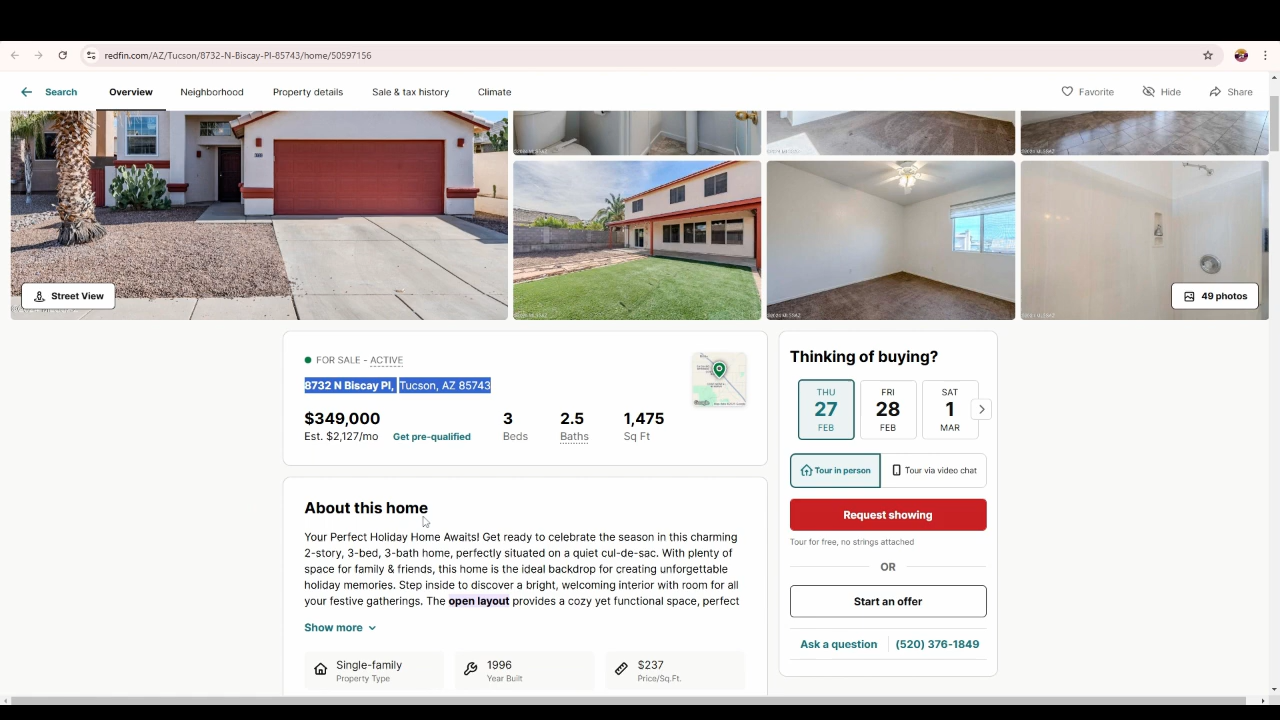 redfin.com/AZ/Tucson/8732-N-Biscay-Pl-85743/home/50597156
Search
Overview
Neighborhood
Property details
Sale & tax history
Climate
Favorite
Hide
Share
Street View
49 photos
FOR SALE - ACTIVE
8732 N Biscay Pl, Tucson, AZ 85743
$349,000
Est. $2,127/mo
Get pre-qualified
3
Beds
2.5
Baths
1,475
Sq Ft
About this home
Your Perfect Holiday Home Awaits! Get ready to celebrate the season in this charming
2-story, 3-bed, 3-bath home, perfectly situated on a quiet cul-de-sac. With plenty of
space for family & friends, this home is the ideal backdrop for creating unforgettable
holiday memories. Step inside to discover a bright, welcoming interior with room for all
your festive gatherings. The open layout provides a cozy yet functional space, perfect
Show more
Single-family
Property Type
1996
Year Built
$237
Price/Sq.Ft.
Thinking of buying?
THU
27
FEB
FRI
28
FEB
SAT
1
MAR
Tour in person
Tour via video chat
Request showing
Tour for free, no strings attached
OR
Start an offer
Ask a question
(520) 376-1849